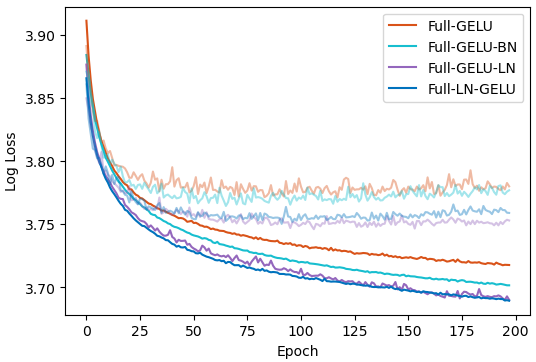 3.90
3.85
3.80
3.75
3.70
Log Loss
0
25
50
75
100
125
150
175
200
Epoch
Full-GELU
Full-GELU-BN
Full-GELU-LN
Full-LN-GELU